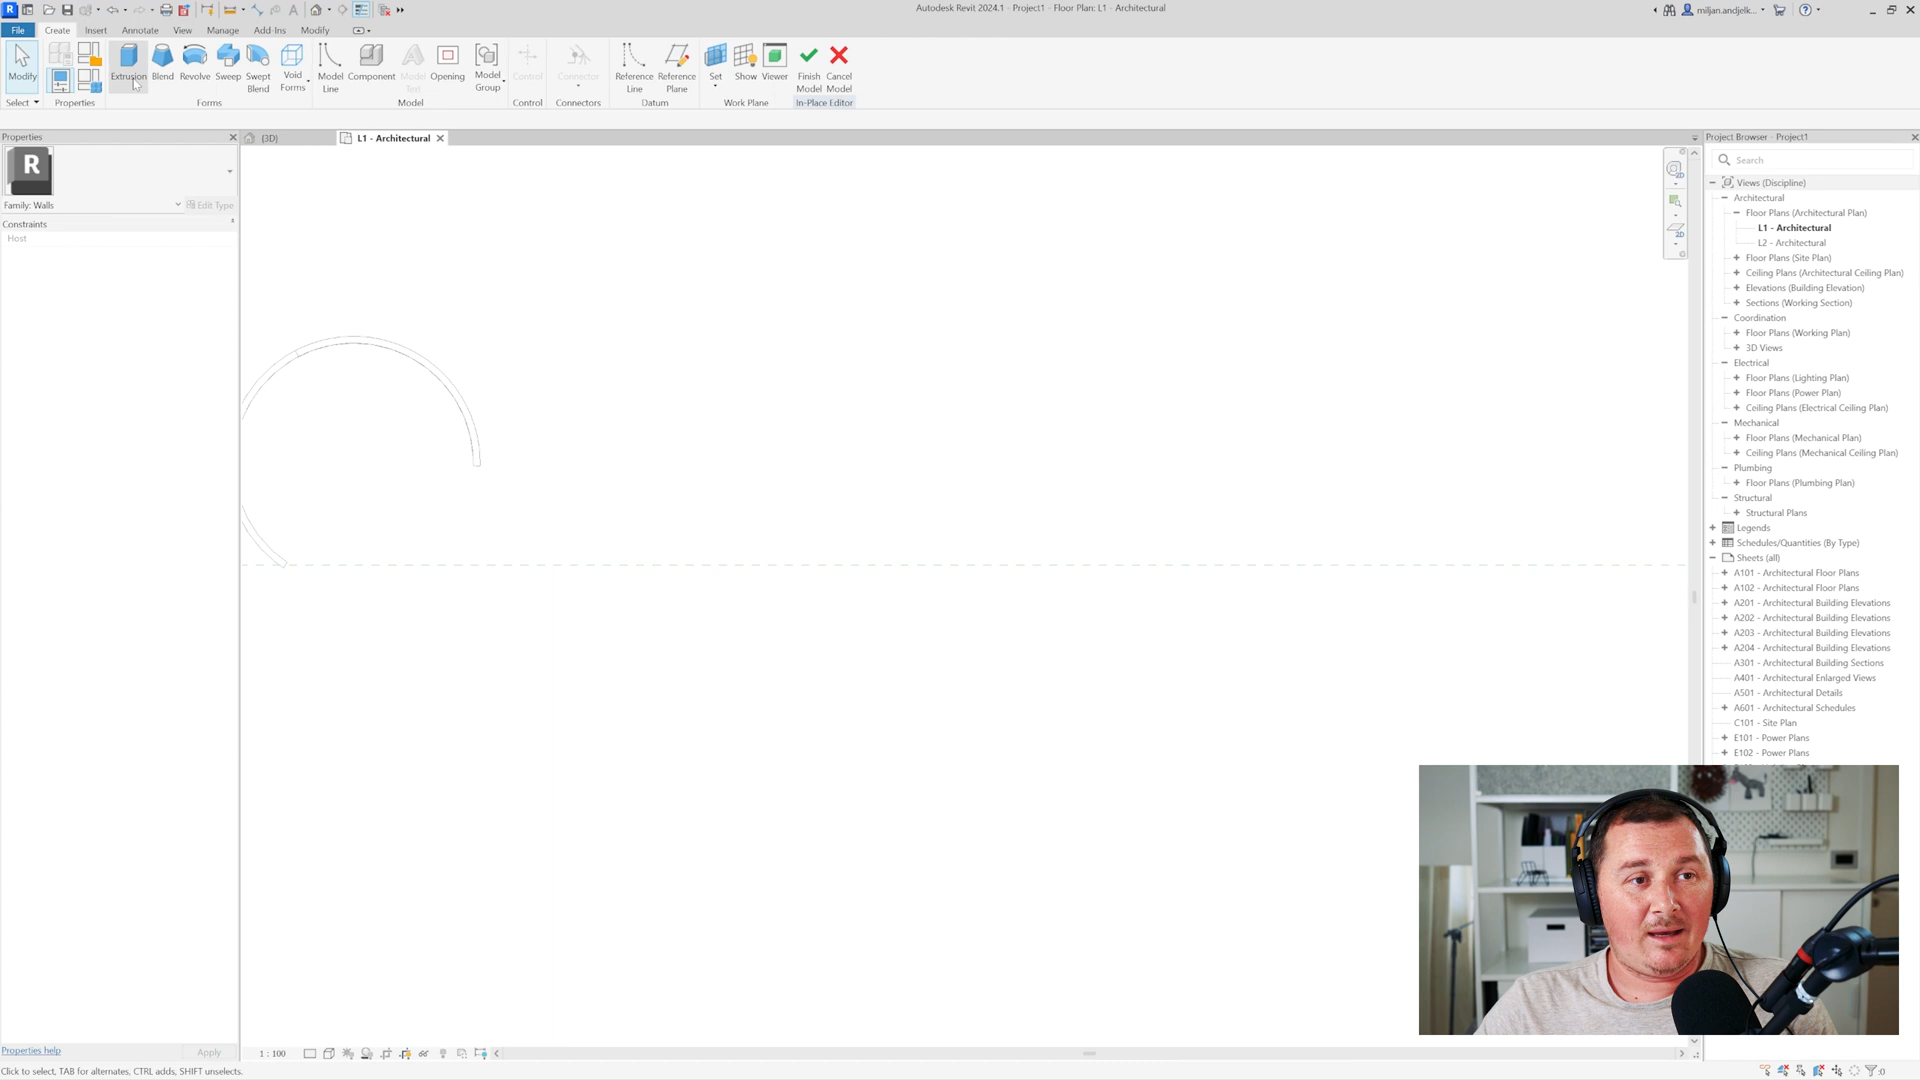 Autodesk Revit 2024.1 - Project1 - Floor Plan: L1 - Architectural
miljan.andjelk...
File Create Insert Architectural Annotate View Manage Add-Ins Modify
Modify
Extrusion Blend Revolve Sweep Swept Blend Void Forms
Model Line Component Model Text Opening Model Group
Control Connector
Reference Line Reference Plane
Set Show Viewer
Finish Model Cancel Model
Select Properties Forms Model Control Connectors Datum Work Plane In-Place Editor
Properties
(3D)
L1 - Architectural
Project Browser - Project1
R
Family: Walls
Edit Type
Constraints
Host
2D
2D
Search
Views (Discipline)
Architectural
Floor Plans (Architectural Plan)
L1 - Architectural
L2 - Architectural
Floor Plans (Site Plan)
Ceiling Plans (Architectural Ceiling Plan)
Elevations (Building Elevation)
Sections (Working Section)
Coordination
Floor Plans (Working Plan)
3D Views
Electrical
Floor Plans (Lighting Plan)
Floor Plans (Power Plan)
Ceiling Plans (Electrical Ceiling Plan)
Mechanical
Floor Plans (Mechanical Plan)
Ceiling Plans (Mechanical Ceiling Plan)
Plumbing
Floor Plans (Plumbing Plan)
Structural
Structural Plans
Legends
Schedules/Quantities (By Type)
Sheets (all)
A101 - Architectural Floor Plans
A102 - Architectural Floor Plans
A201 - Architectural Building Elevations
A202 - Architectural Building Elevations
A203 - Architectural Building Elevations
A204 - Architectural Building Elevations
A301 - Architectural Building Sections
A401 - Architectural Enlarged Views
A501 - Architectural Details
A601 - Architectural Schedules
C101 - Site Plan
E101 - Power Plans
E102 - Power Plans
Properties help
Apply
1 : 100
Click to select, TAB for alternates, CTRL adds, SHIFT unselects.
:0